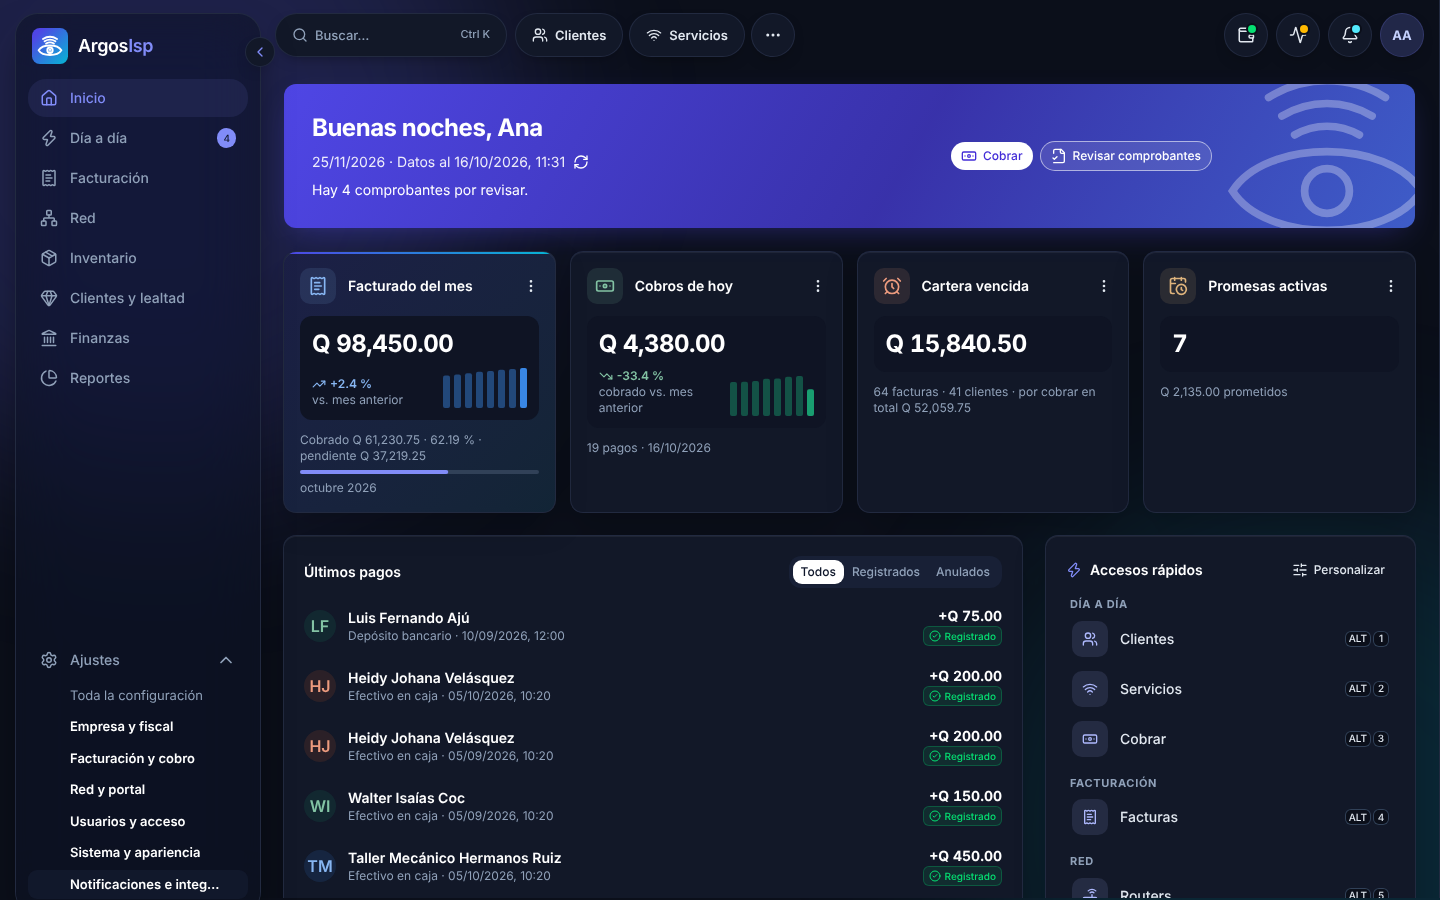 ArgosIsp
Inicio
Día a día
4
Facturación
Red
Inventario
Clientes y lealtad
Finanzas
Reportes
Ajustes
Toda la configuración
Empresa y fiscal
Facturación y cobro
Red y portal
Usuarios y acceso
Sistema y apariencia
Notificaciones e integ...
Buscar...
Ctrl K
Clientes
Servicios
AA
Buenas noches, Ana
25/11/2026 · Datos al 16/10/2026, 11:31
Hay 4 comprobantes por revisar.
Cobrar
Revisar comprobantes
Facturado del mes
Q 98,450.00
+2.4 %
vs. mes anterior
Cobrado Q 61,230.75 · 62.19 % ·
pendiente Q 37,219.25
octubre 2026
Cobros de hoy
Q 4,380.00
-33.4 %
cobrado vs. mes
anterior
19 pagos · 16/10/2026
Cartera vencida
Q 15,840.50
64 facturas · 41 clientes · por cobrar en
total Q 52,059.75
Promesas activas
7
Q 2,135.00 prometidos
Últimos pagos
Todos
Registrados
Anulados
LF
Luis Fernando Ajú
Depósito bancario · 10/09/2026, 12:00
+Q 75.00
Registrado
HJ
Heidy Johana Velásquez
Efectivo en caja · 05/10/2026, 10:20
+Q 200.00
Registrado
HJ
Heidy Johana Velásquez
Efectivo en caja · 05/09/2026, 10:20
+Q 200.00
Registrado
WI
Walter Isaías Coc
Efectivo en caja · 05/09/2026, 10:20
+Q 150.00
Registrado
TM
Taller Mecánico Hermanos Ruiz
Efectivo en caja · 05/10/2026, 10:20
+Q 450.00
Registrado
Accesos rápidos
Personalizar
DÍA A DÍA
Clientes
ALT 1
Servicios
ALT 2
Cobrar
ALT 3
FACTURACIÓN
Facturas
ALT 4
RED
Routers
ALT 5